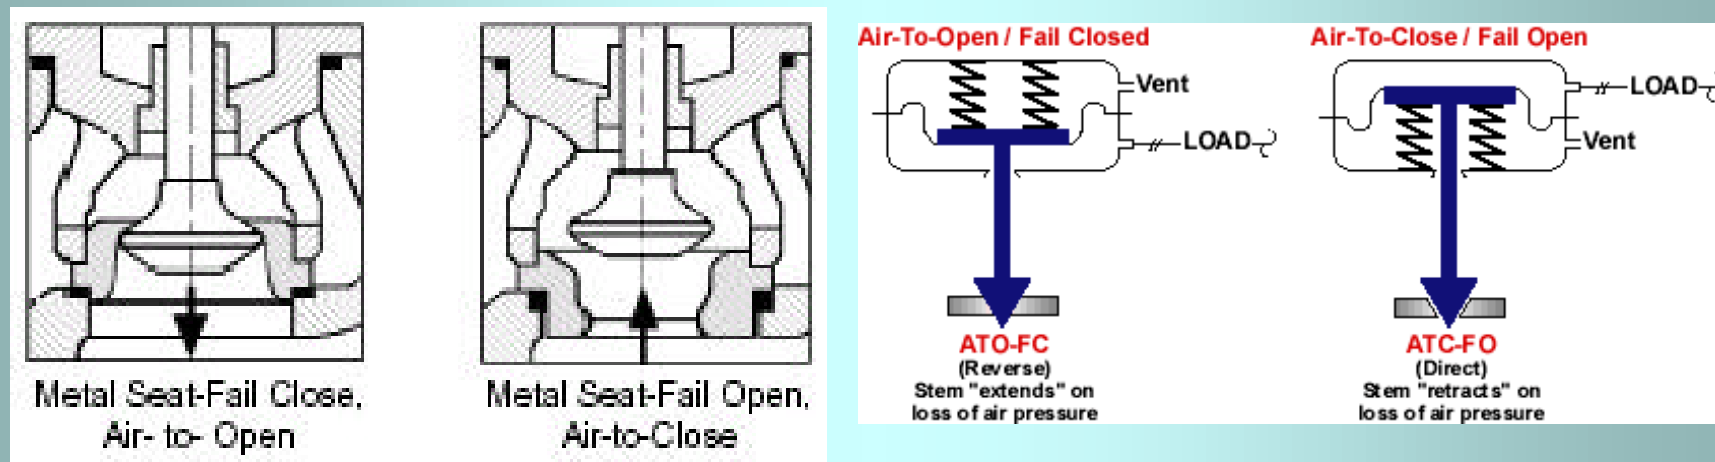 Metal Seat-Fail Close,
Air- to- Open
Metal Seat-Fail Open,
Air-to-Close
Air-To-Open / Fail Closed
Vent
LOAD
ATO-FC
(Reverse)
Stem "extends" on
loss of air pressure
Air-To-Close / Fail Open
LOAD
Vent
ATC-FO
(Direct)
Stem "retracts" on
loss of air pressure